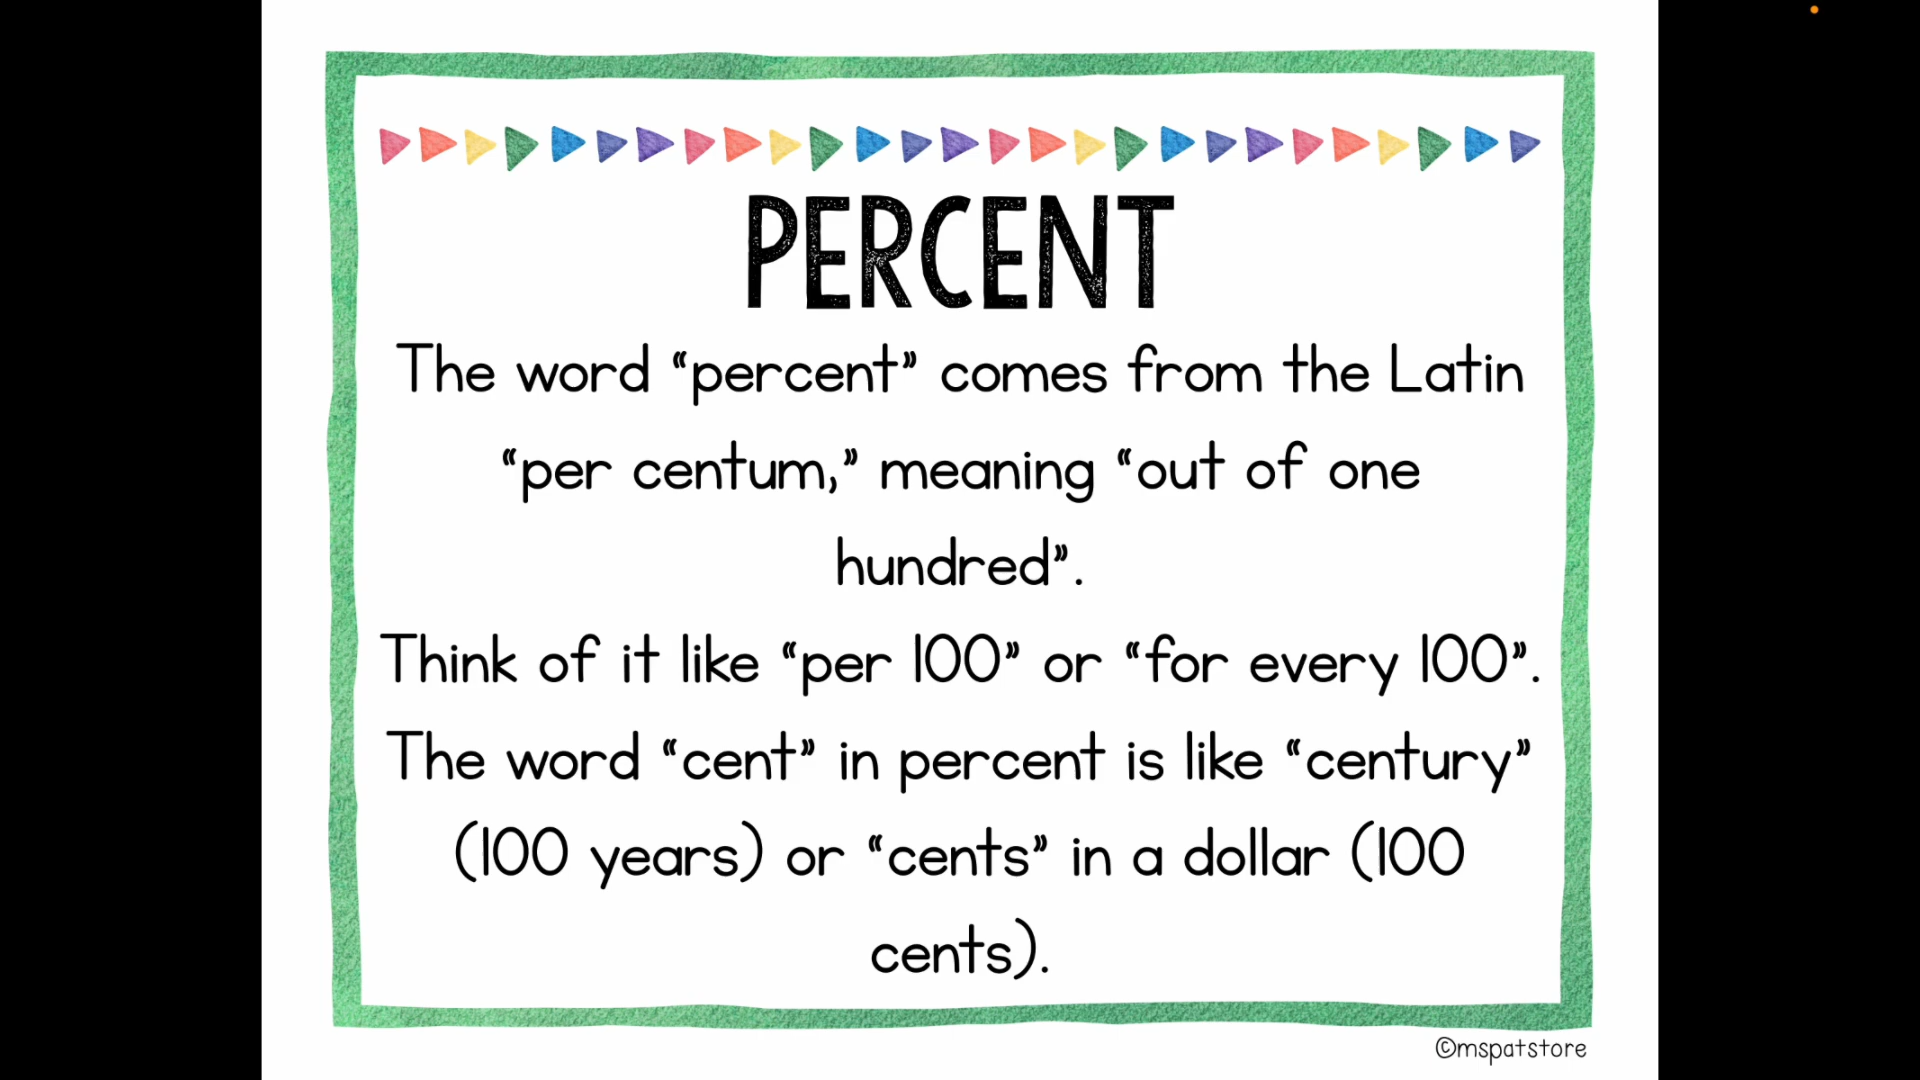 PERCENT
The word “percent” comes from the Latin
“per centum,” meaning “out of one
hundred”.
Think of it like “per 100” or “for every 100”.
The word “cent” in percent is like “century”
(100 years) or “cents” in a dollar (100
cents).
©mspatstore